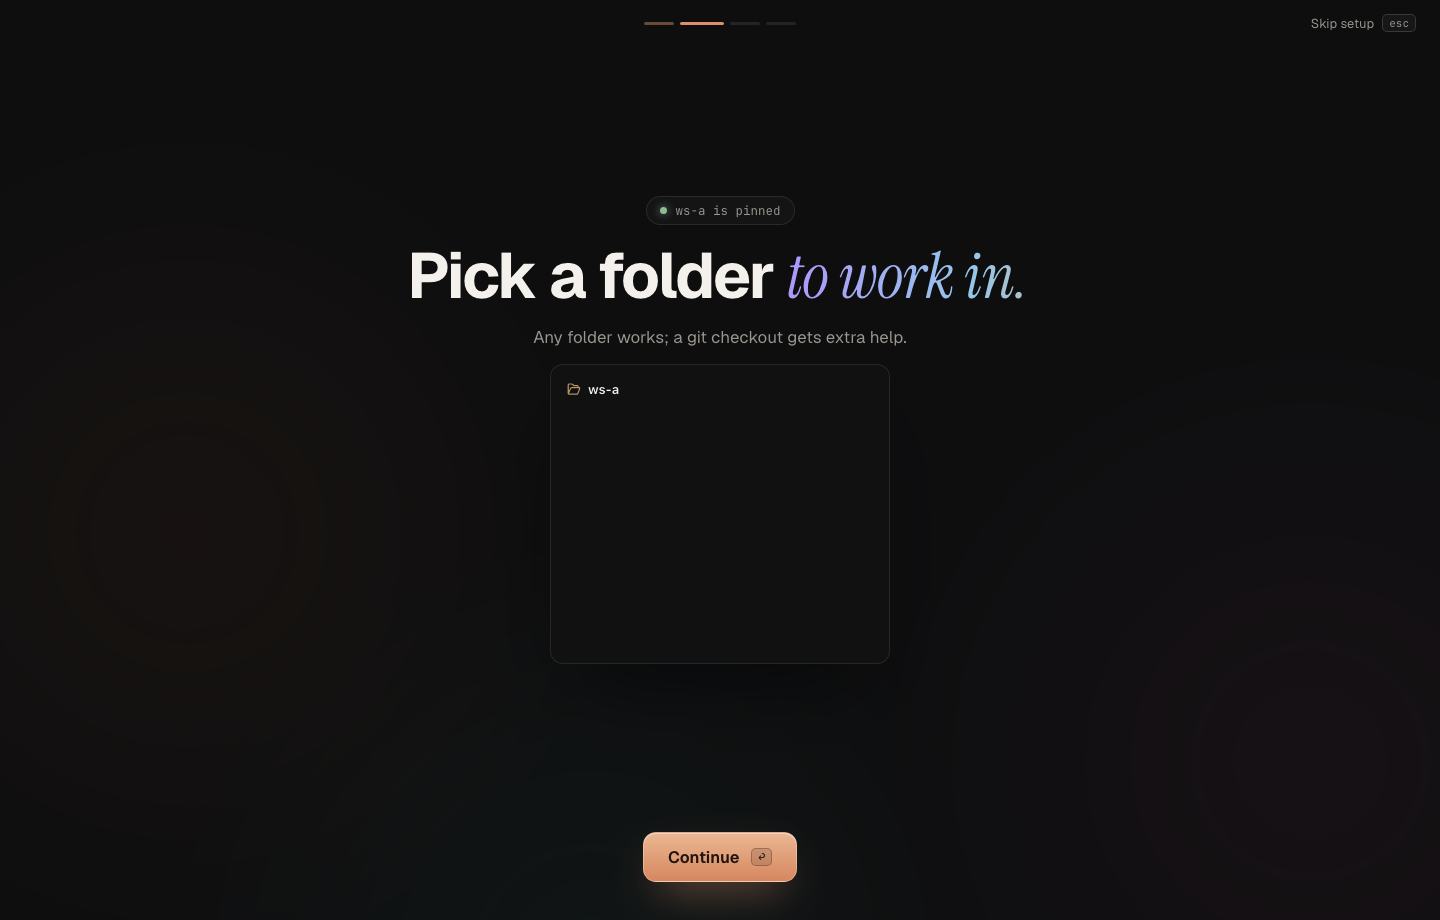 Skip setup esc
ws-a is pinned
Pick a folder to work in.
Any folder works; a git checkout gets extra help.
ws-a
Continue